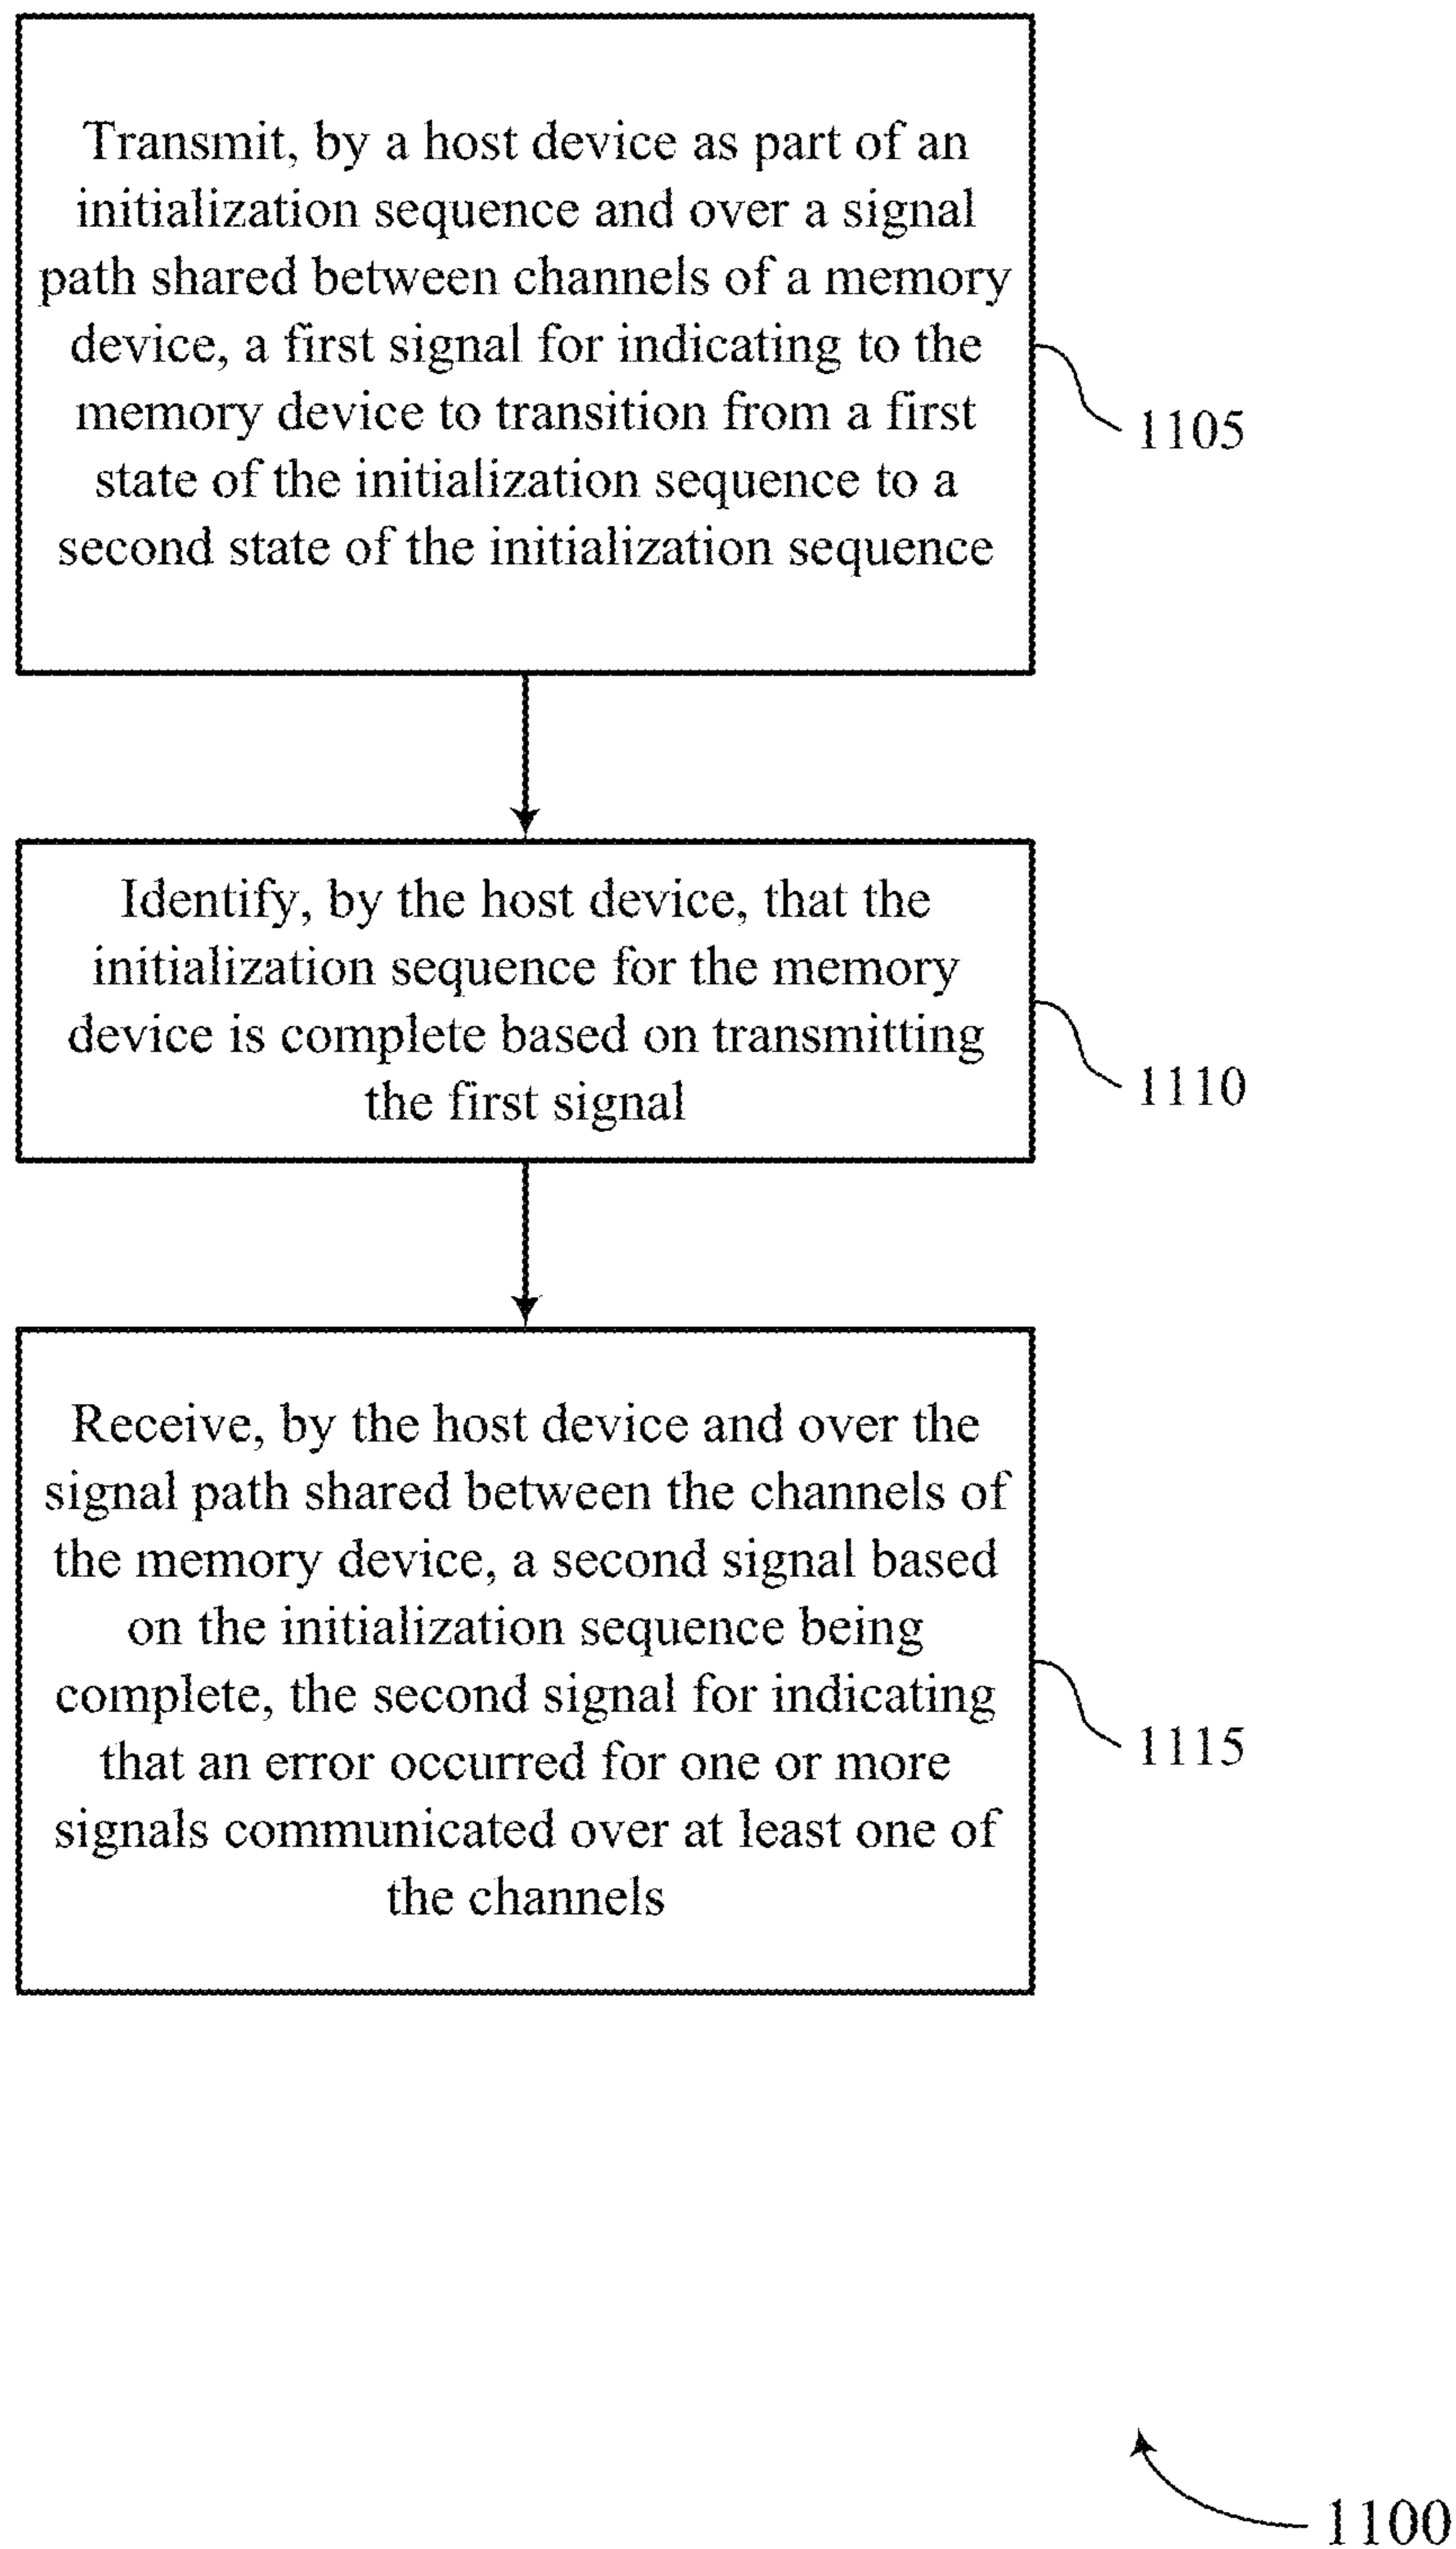 Transmit, by a host device as part of an
initialization sequence and over a signal
path shared between channels of a memory
device, a first signal for indicating to the
memory device to transition from a first
state of the initialization sequence to a
second state of the initialization sequence
1105
Identify, by the host device, that the
initialization sequence for the memory
device is complete based on transmitting
the first signal
1110
Receive, by the host device and over the
signal path shared between the channels of
the memory device, a second signal based
on the initialization sequence being
complete, the second signal for indicating
that an error occurred for one or more
signals communicated over at least one of
the channels
1115
1100